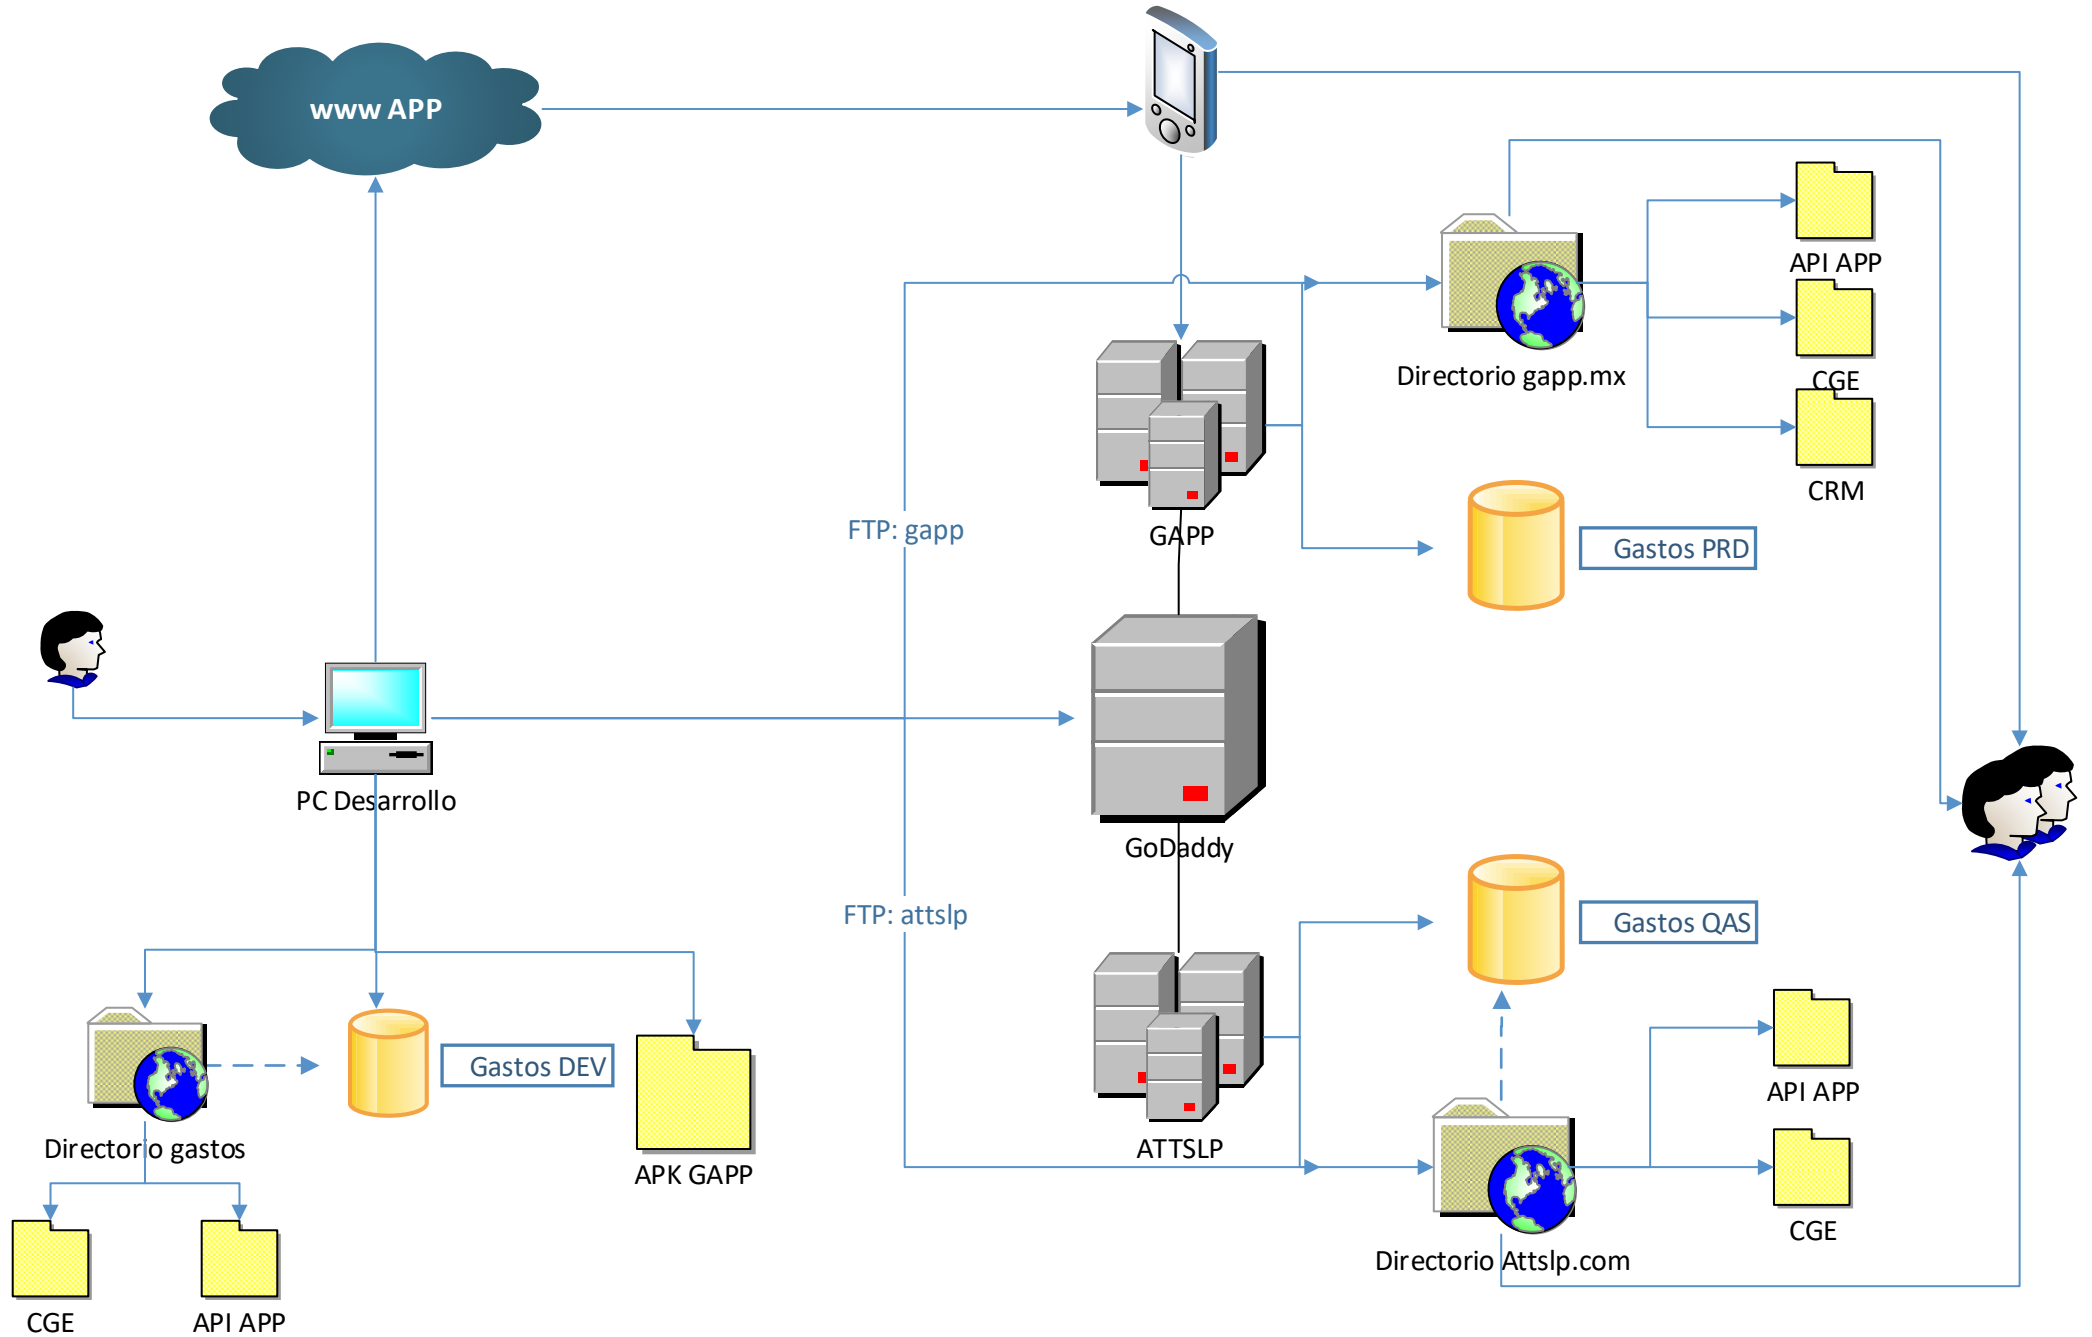 www APP
API APP
Directorio gapp.mx
CGE
CRM
FTP: gapp
GAPP
Gastos PRD
PC Desarrollo
GoDaddy
FTP: attslp
Gastos QAS
Gastos DEV
API APP
Directorio gastos
ATTSLP
APK GAPP
CGE
Directorio Attslp.com
CGE
API APP